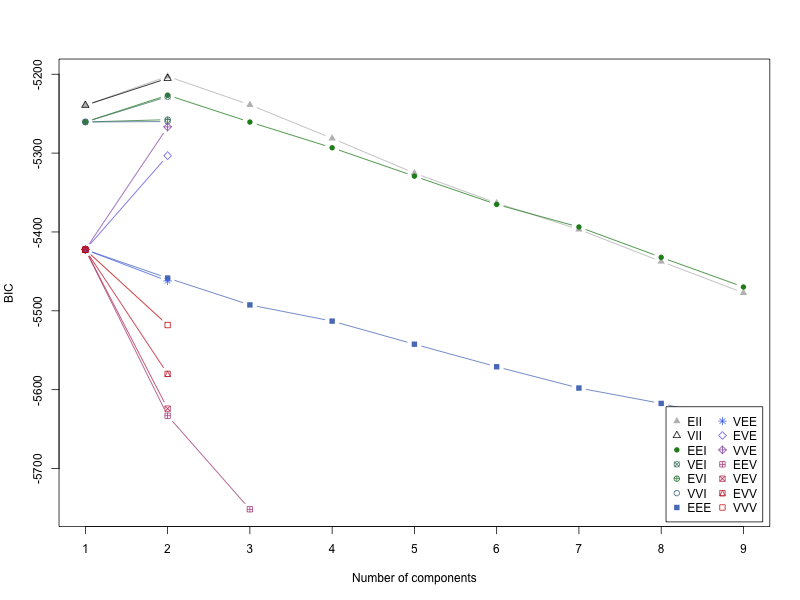 -5200
-5300
-5400
-5500
-5600
-5700
BIC
EII
VII
EEI
VEI
EVI
VVI
EEE
VEE
EVE
VVE
EEV
VEV
EVV
VVV
1 2 3 4 5 6 7 8 9
Number of components